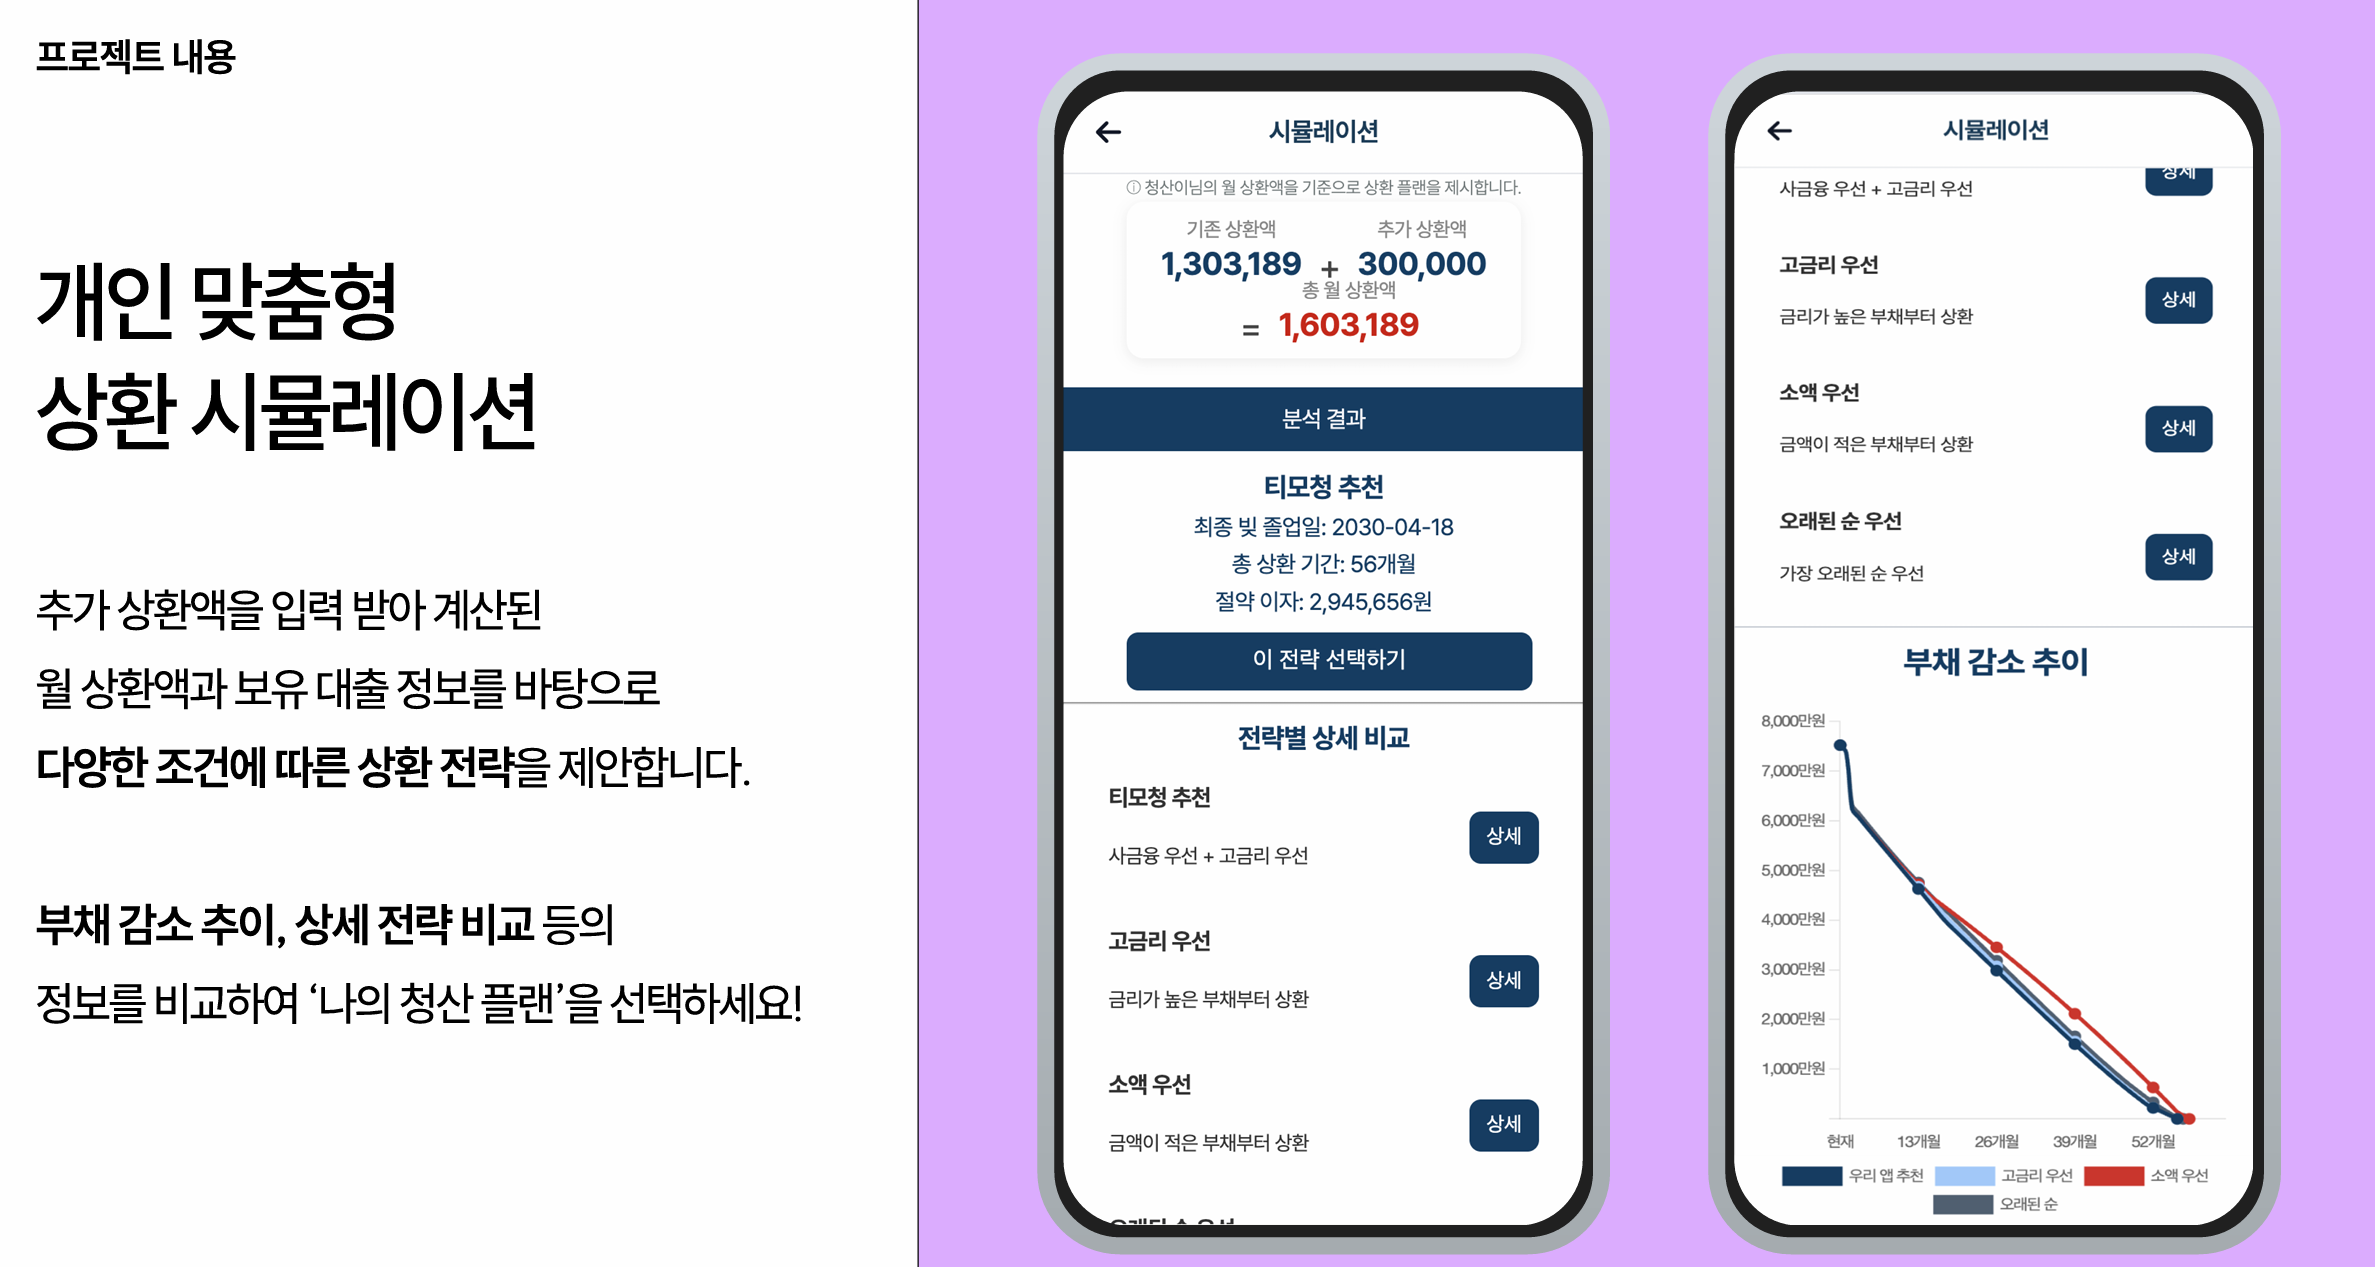 프로젝트 내용
개인 맞춤형
상환 시뮬레이션
추가 상환액을 입력 받아 계산된
월 상환액과 보유 대출 정보를 바탕으로
다양한 조건에 따른 상환 전략을 제안합니다.
부채 감소 추이, 상세 전략 비교 등의
정보를 비교하여 ‘나의 청산 플랜’을 선택하세요!
시뮬레이션
ⓘ 청산이님의 월 상환액을 기준으로 상환 플랜을 제시합니다.
기존 상환액 추가 상환액
1,303,189 + 300,000
총 월 상환액
= 1,603,189
분석 결과
티모청 추천
최종 빚 졸업일: 2030-04-18
총 상환 기간: 56개월
절약 이자: 2,945,656원
이 전략 선택하기
전략별 상세 비교
티모청 추천
상세
사금융 우선 + 고금리 우선
고금리 우선
상세
금리가 높은 부채부터 상환
소액 우선
상세
금액이 적은 부채부터 상환
시뮬레이션
상세
사금융 우선 + 고금리 우선
고금리 우선
상세
금리가 높은 부채부터 상환
소액 우선
상세
금액이 적은 부채부터 상환
오래된 순 우선
상세
가장 오래된 순 우선
부채 감소 추이
8,000만원
7,000만원
6,000만원
5,000만원
4,000만원
3,000만원
2,000만원
1,000만원
현재 13개월 26개월 39개월 52개월
우리 앱 추천 고금리 우선 소액 우선
오래된 순